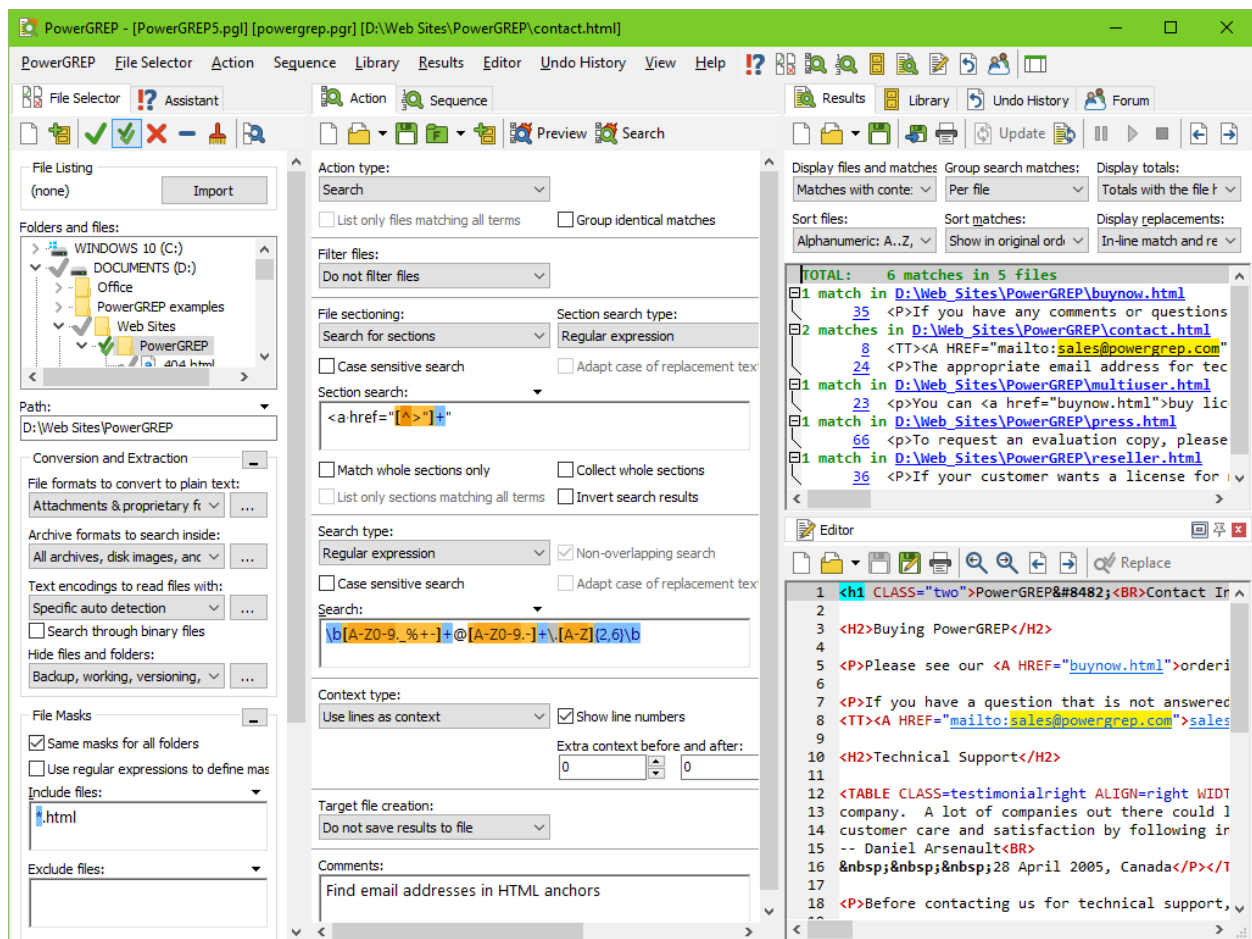 PowerGREP - [PowerGREP5.pgl] [powergrep.pgr] [D:\Web Sites\PowerGREP\contact.html]
PowerGREP File Selector Action Sequence Library Results Editor Undo History View Help
File Selector Assistant
File Listing
(none) Import
Folders and files:
WINDOWS 10 (C:)
DOCUMENTS (D:)
Office
PowerGREP examples
Web Sites
PowerGREP
404.html
Path:
D:\Web Sites\PowerGREP
Conversion and Extraction
File formats to convert to plain text:
Attachments & proprietary fo ...
Archive formats to search inside:
All archives, disk images, anc ...
Text encodings to read files with:
Specific auto detection ...
Search through binary files
Hide files and folders:
Backup, working, versioning, ...
File Masks
Same masks for all folders
Use regular expressions to define mas
Include files:
*.html
Exclude files:
Action Sequence
Preview Search
Action type:
Search
List only files matching all terms Group identical matches
Filter files:
Do not filter files
File sectioning: Section search type:
Search for sections Regular expression
Case sensitive search Adapt case of replacement text
Section search:
<a·href="[^>"]+"
Match whole sections only Collect whole sections
List only sections matching all terms Invert search results
Search type:
Regular expression Non-overlapping search
Case sensitive search Adapt case of replacement text
Search:
\b[A-Z0-9._%+-]+@[A-Z0-9.-]+\.[A-Z]{2,6}\b
Context type:
Use lines as context Show line numbers
Extra context before and after:
0 0
Target file creation:
Do not save results to file
Comments:
Find email addresses in HTML anchors
Results Library Undo History Forum
Update
Display files and matches Group search matches: Display totals:
Matches with conte: Per file Totals with the file h
Sort files: Sort matches: Display replacements:
Alphanumeric: A..Z, Show in original orde In-line match and re
TOTAL: 6 matches in 5 files
1 match in D:\Web Sites\PowerGREP\buynow.html
35 <P>If you have any comments or questions
2 matches in D:\Web Sites\PowerGREP\contact.html
8 <TT><A HREF="mailto:sales@powergrep.com"
24 <P>The appropriate email address for tec
1 match in D:\Web Sites\PowerGREP\multiuser.html
23 <p>You can <a href="buynow.html">buy lic
1 match in D:\Web Sites\PowerGREP\press.html
66 <p>To request an evaluation copy, please
1 match in D:\Web Sites\PowerGREP\reseller.html
36 <P>If your customer wants a license for
Editor
Replace
1 <h1 CLASS="two">PowerGREP&#8482;<BR>Contact In
2
3 <H2>Buying PowerGREP</H2>
4
5 <P>Please see our <A HREF="buynow.html">orderi
6
7 <P>If you have a question that is not answered
8 <TT><A HREF="mailto:sales@powergrep.com">sales
9
10 <H2>Technical Support</H2>
11
12 <TABLE CLASS=testimonialright ALIGN=right WIDT
13 company. A lot of companies out there could l
14 customer care and satisfaction by following in
15 -- Daniel Arsenault<BR>
16 &nbsp;&nbsp;&nbsp;28 April 2005, Canada</P></T
17
18 <P>Before contacting us for technical support,